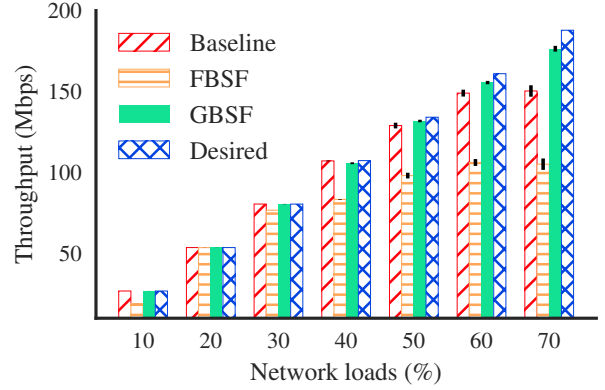 200
150
100
50
Throughput (Mbps)
Baseline
FBSF
GBSF
Desired
10 20 30 40 50 60 70
Network loads (%)